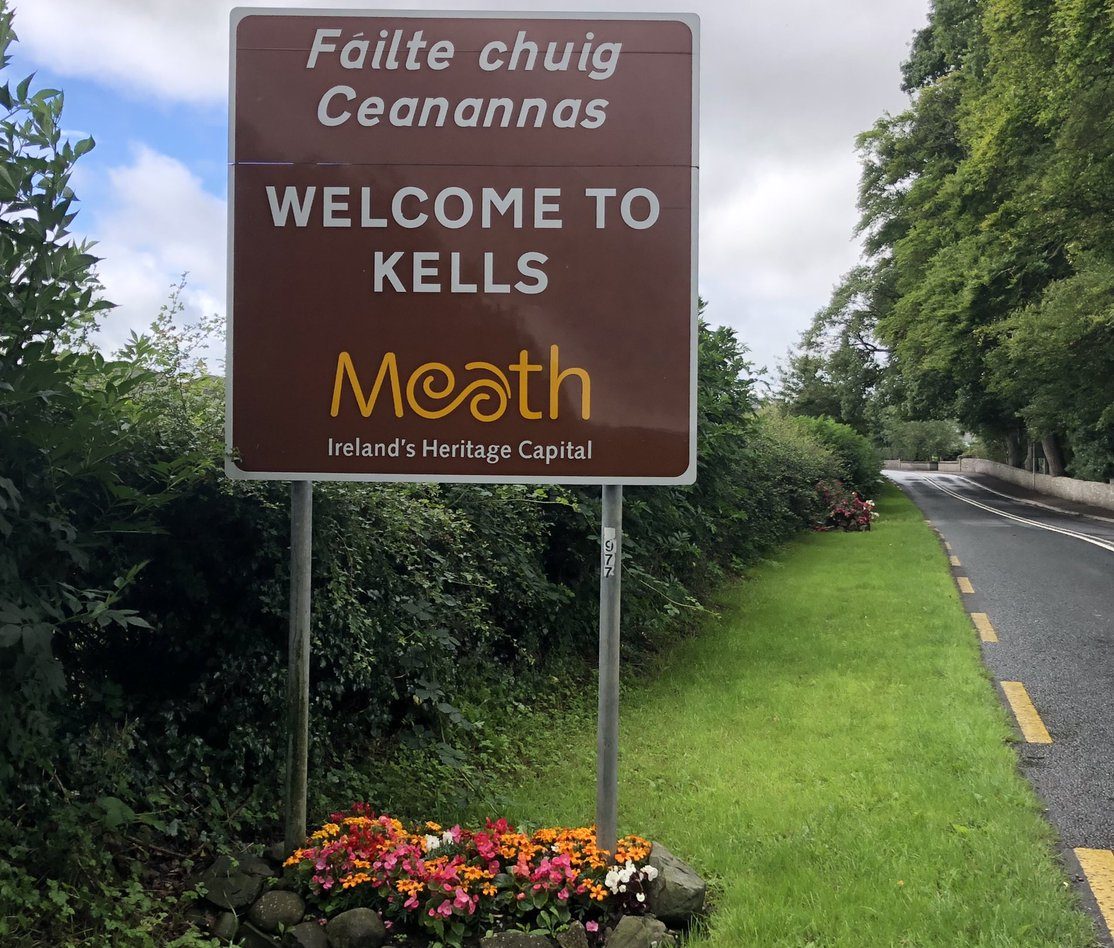 Fáilte chuig
Ceanannas
WELCOME TO
KELLS
Meath
Ireland's Heritage Capital
977